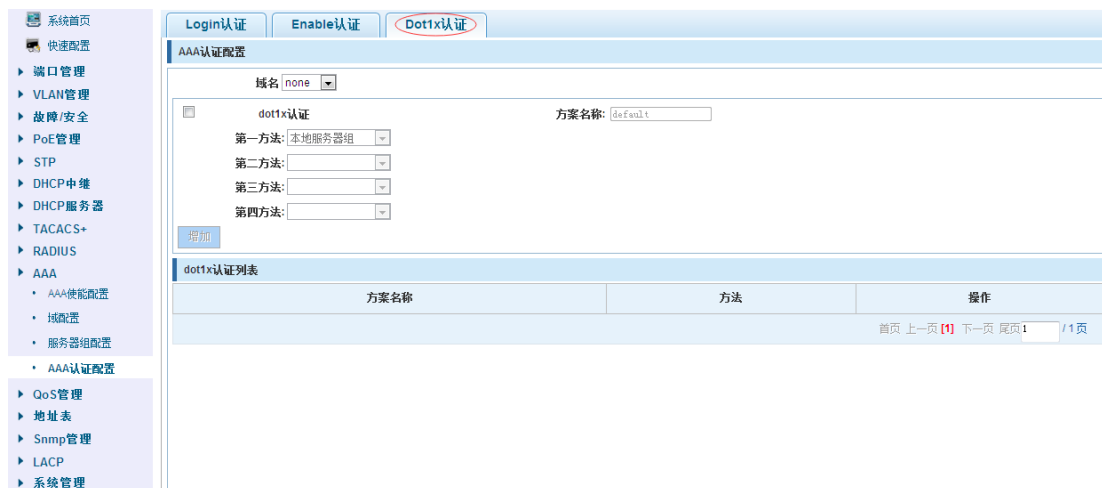 系统首页
快速配置
端口管理
VLAN管理
故障/安全
PoE管理
STP
DHCP中继
DHCP服务器
TACACS+
RADIUS
AAA
AAA使能配置
域配置
服务器组配置
AAA认证配置
QoS管理
地址表
Snmp管理
LACP
系统管理
Login认证 Enable认证 Dot1x认证
AAA认证配置
域名 none
dot1x认证 方案名称: default
第一方法: 本地服务器组
第二方法:
第三方法:
第四方法:
增加
dot1x认证列表
方案名称 方法 操作
首页 上一页 [1] 下一页 尾页 1 / 1 页